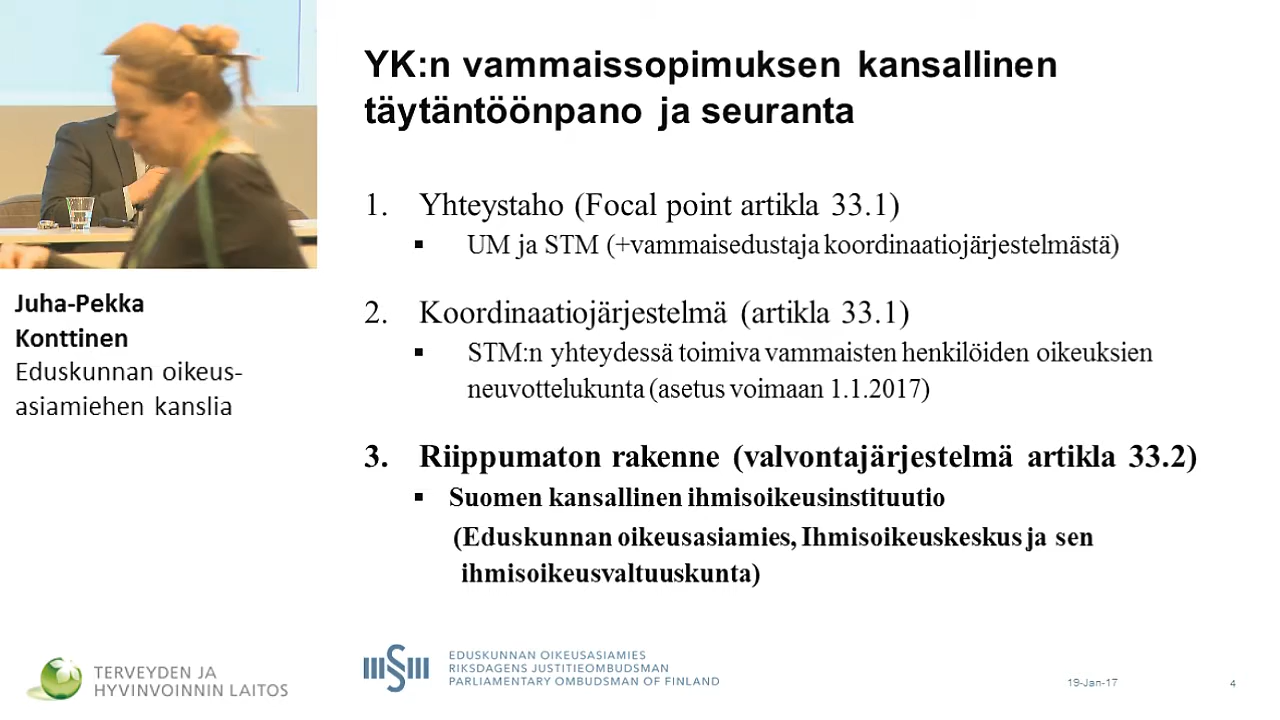 YK:n vammaissopimuksen kansallinen
täytäntöönpano ja seuranta
1. Yhteystaho (Focal point artikla 33.1)
▪ UM ja STM (+vammaisedustaja koordinaatiojärjestelmästä)
2. Koordinaatiojärjestelmä (artikla 33.1)
▪ STM:n yhteydessä toimiva vammaisten henkilöiden oikeuksien
neuvottelukunta (asetus voimaan 1.1.2017)
3. Riippumaton rakenne (valvontajärjestelmä artikla 33.2)
▪ Suomen kansallinen ihmisoikeusinstituutio
(Eduskunnan oikeusasiamies, Ihmisoikeuskeskus ja sen
ihmisoikeusvaltuuskunta)
Juha-Pekka
Konttinen
Eduskunnan oikeus-
asiamiehen kanslia
TERVEYDEN JA
HYVINVOINNIN LAITOS
EDUSKUNNAN OIKEUSASIAMIES
RIKSDAGENS JUSTITIEOMBUDSMAN
PARLIAMENTARY OMBUDSMAN OF FINLAND
19-Jan-17
4